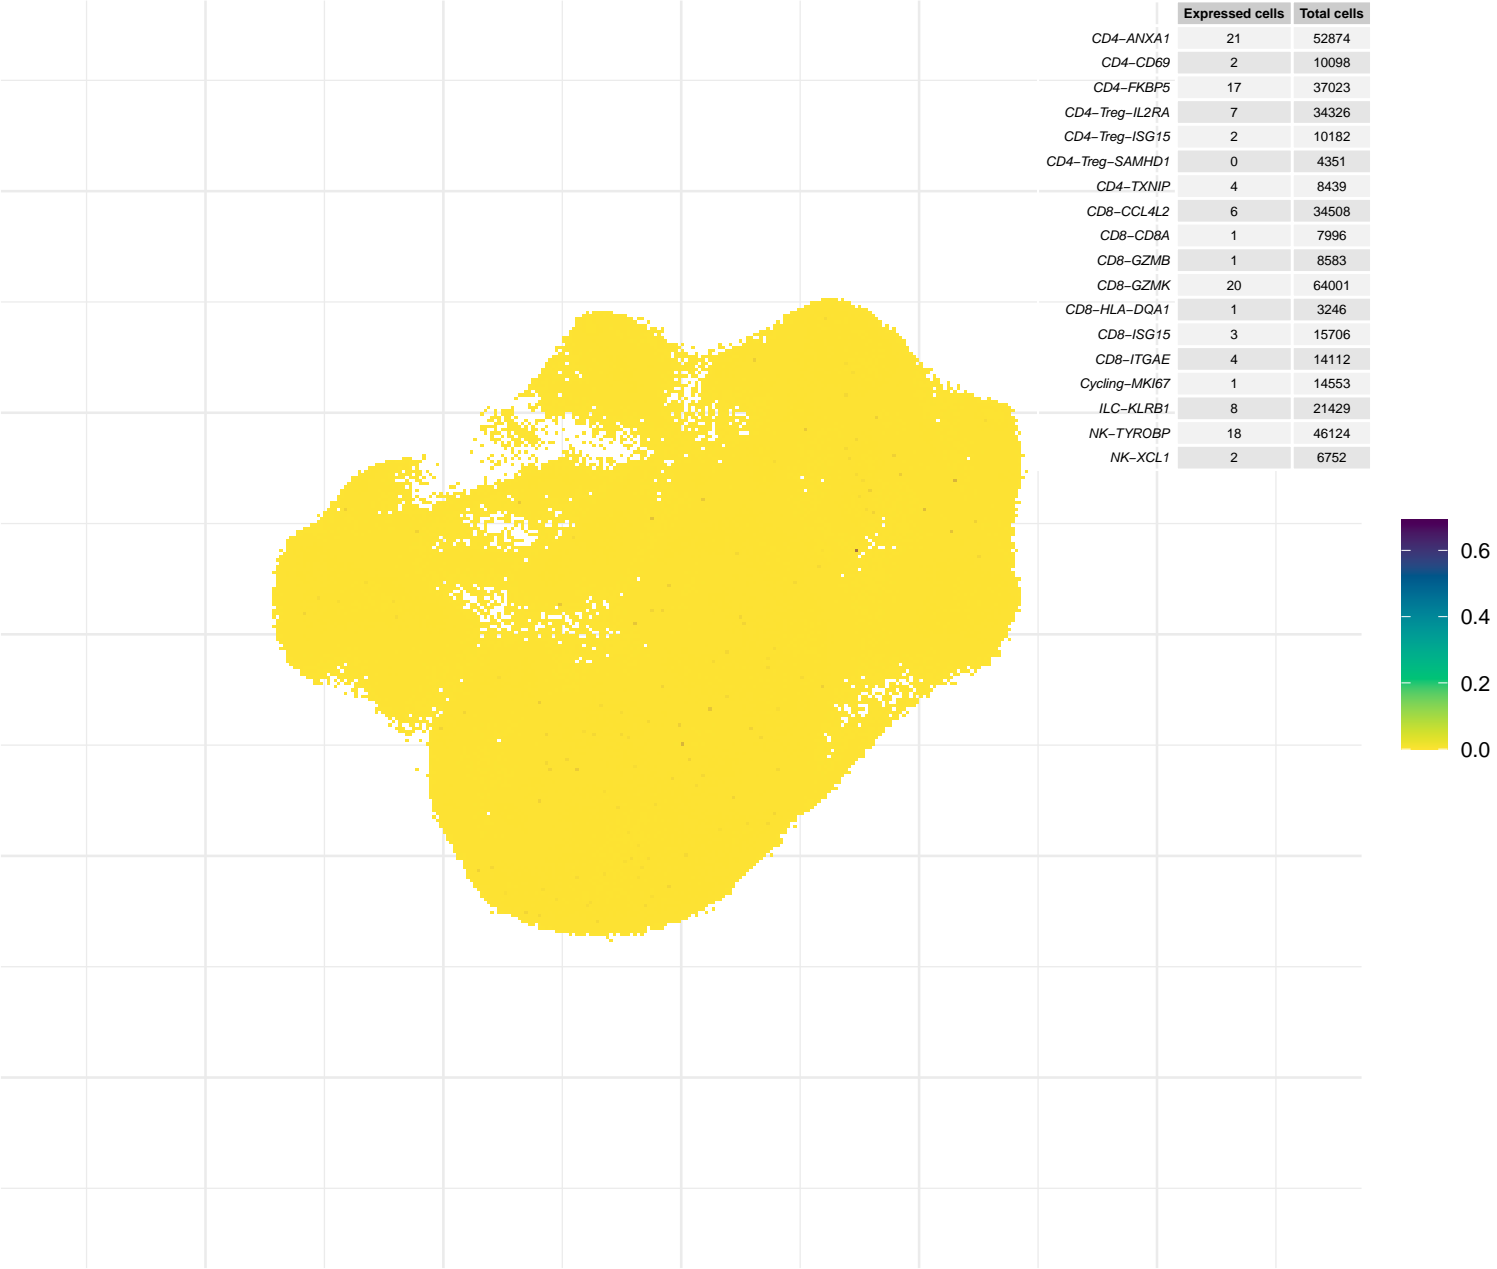 Expressed cells Total cells
CD4−ANXA1 21 52874
CD4−CD69 2 10098
CD4−FKBP5 17 37023
CD4−Treg−IL2RA 7 34326
CD4−Treg−ISG15 2 10182
CD4−Treg−SAMHD1 0 4351
CD4−TXNIP 4 8439
CD8−CCL4L2 6 34508
CD8−CD8A 1 7996
CD8−GZMB 1 8583
CD8−GZMK 20 64001
CD8−HLA−DQA1 1 3246
CD8−ISG15 3 15706
CD8−ITGAE 4 14112
Cycling−MKI67 1 14553
ILC−KLRB1 8 21429
NK−TYROBP 18 46124
NK−XCL1 2 6752
0.6
0.4
0.2
0.0